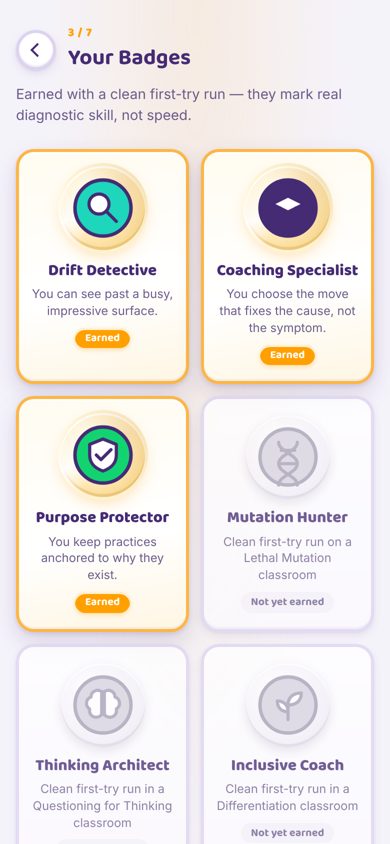 3 / 7
Your Badges
Earned with a clean first-try run — they mark real
diagnostic skill, not speed.
Drift Detective
You can see past a busy,
impressive surface.
Earned
Coaching Specialist
You choose the move
that fixes the cause, not
the symptom.
Earned
Purpose Protector
You keep practices
anchored to why they
exist.
Earned
Mutation Hunter
Clean first-try run on a
Lethal Mutation
classroom
Not yet earned
Thinking Architect
Clean first-try run in a
Questioning for Thinking
classroom
Inclusive Coach
Clean first-try run in a
Differentiation classroom
Not yet earned